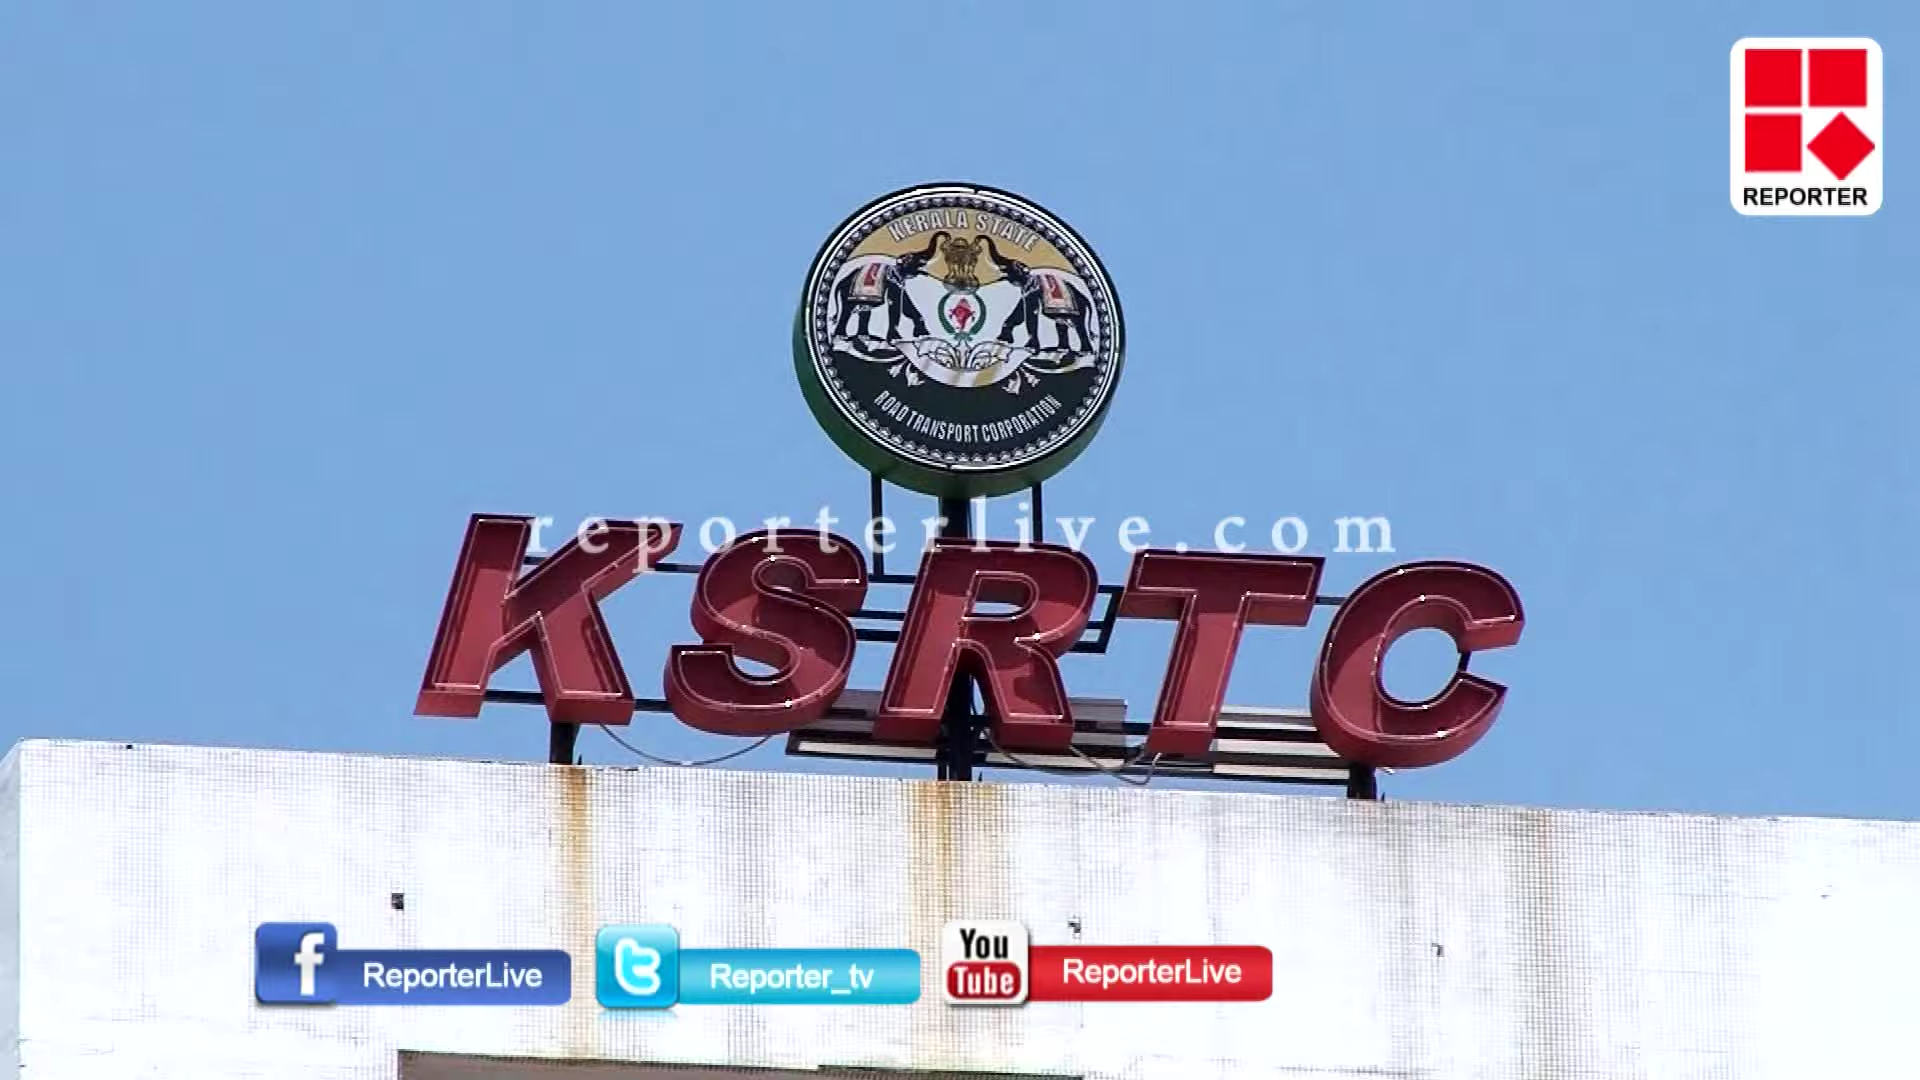 REPORTER
KERALA STATE
ROAD TRANSPORT CORPORATION
reporterlive.com
KSRTC
f ReporterLive
t Reporter_tv
You Tube ReporterLive